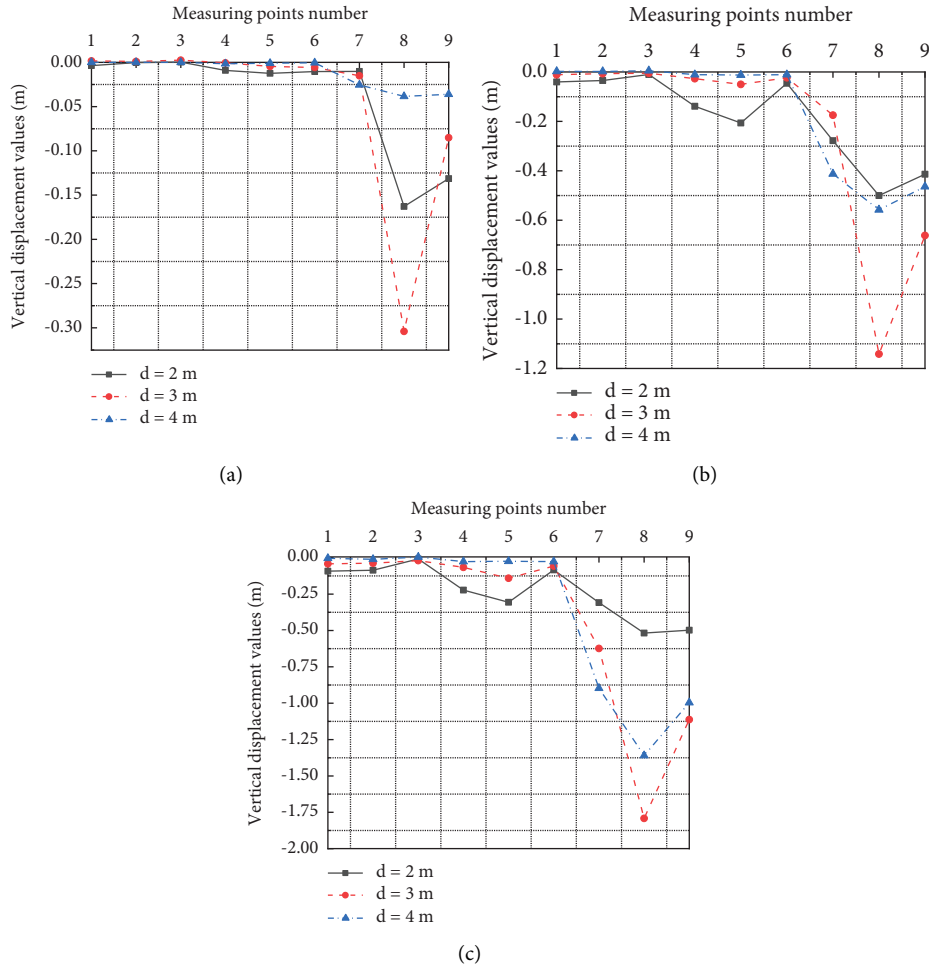 Measuring points number
1 2 3 4 5 6 7 8 9
Vertical displacement values (m)
0.00
-0.05
-0.10
-0.15
-0.20
-0.25
-0.30
d = 2 m
d = 3 m
d = 4 m
(a)
Measuring points number
1 2 3 4 5 6 7 8 9
Vertical displacement values (m)
0.0
-0.2
-0.4
-0.6
-0.8
-1.0
-1.2
d = 2 m
d = 3 m
d = 4 m
(b)
Measuring points number
1 2 3 4 5 6 7 8 9
Vertical displacement values (m)
0.00
-0.25
-0.50
-0.75
-1.00
-1.25
-1.50
-1.75
-2.00
d = 2 m
d = 3 m
d = 4 m
(c)